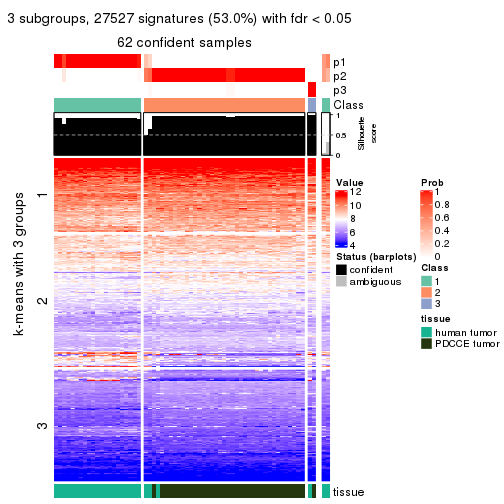 3 subgroups, 27527 signatures (53.0%) with fdr < 0.05
62 confident samples
p1
p2
p3
Class
1
0.5
0
Silhouette
score
k-means with 3 groups
1
2
3
tissue
Value
12
10
8
6
4
Status (barplots)
confident
ambiguous
Prob
1
0.8
0.6
0.4
0.2
0
Class
1
2
3
tissue
human tumor
PDCCE tumor